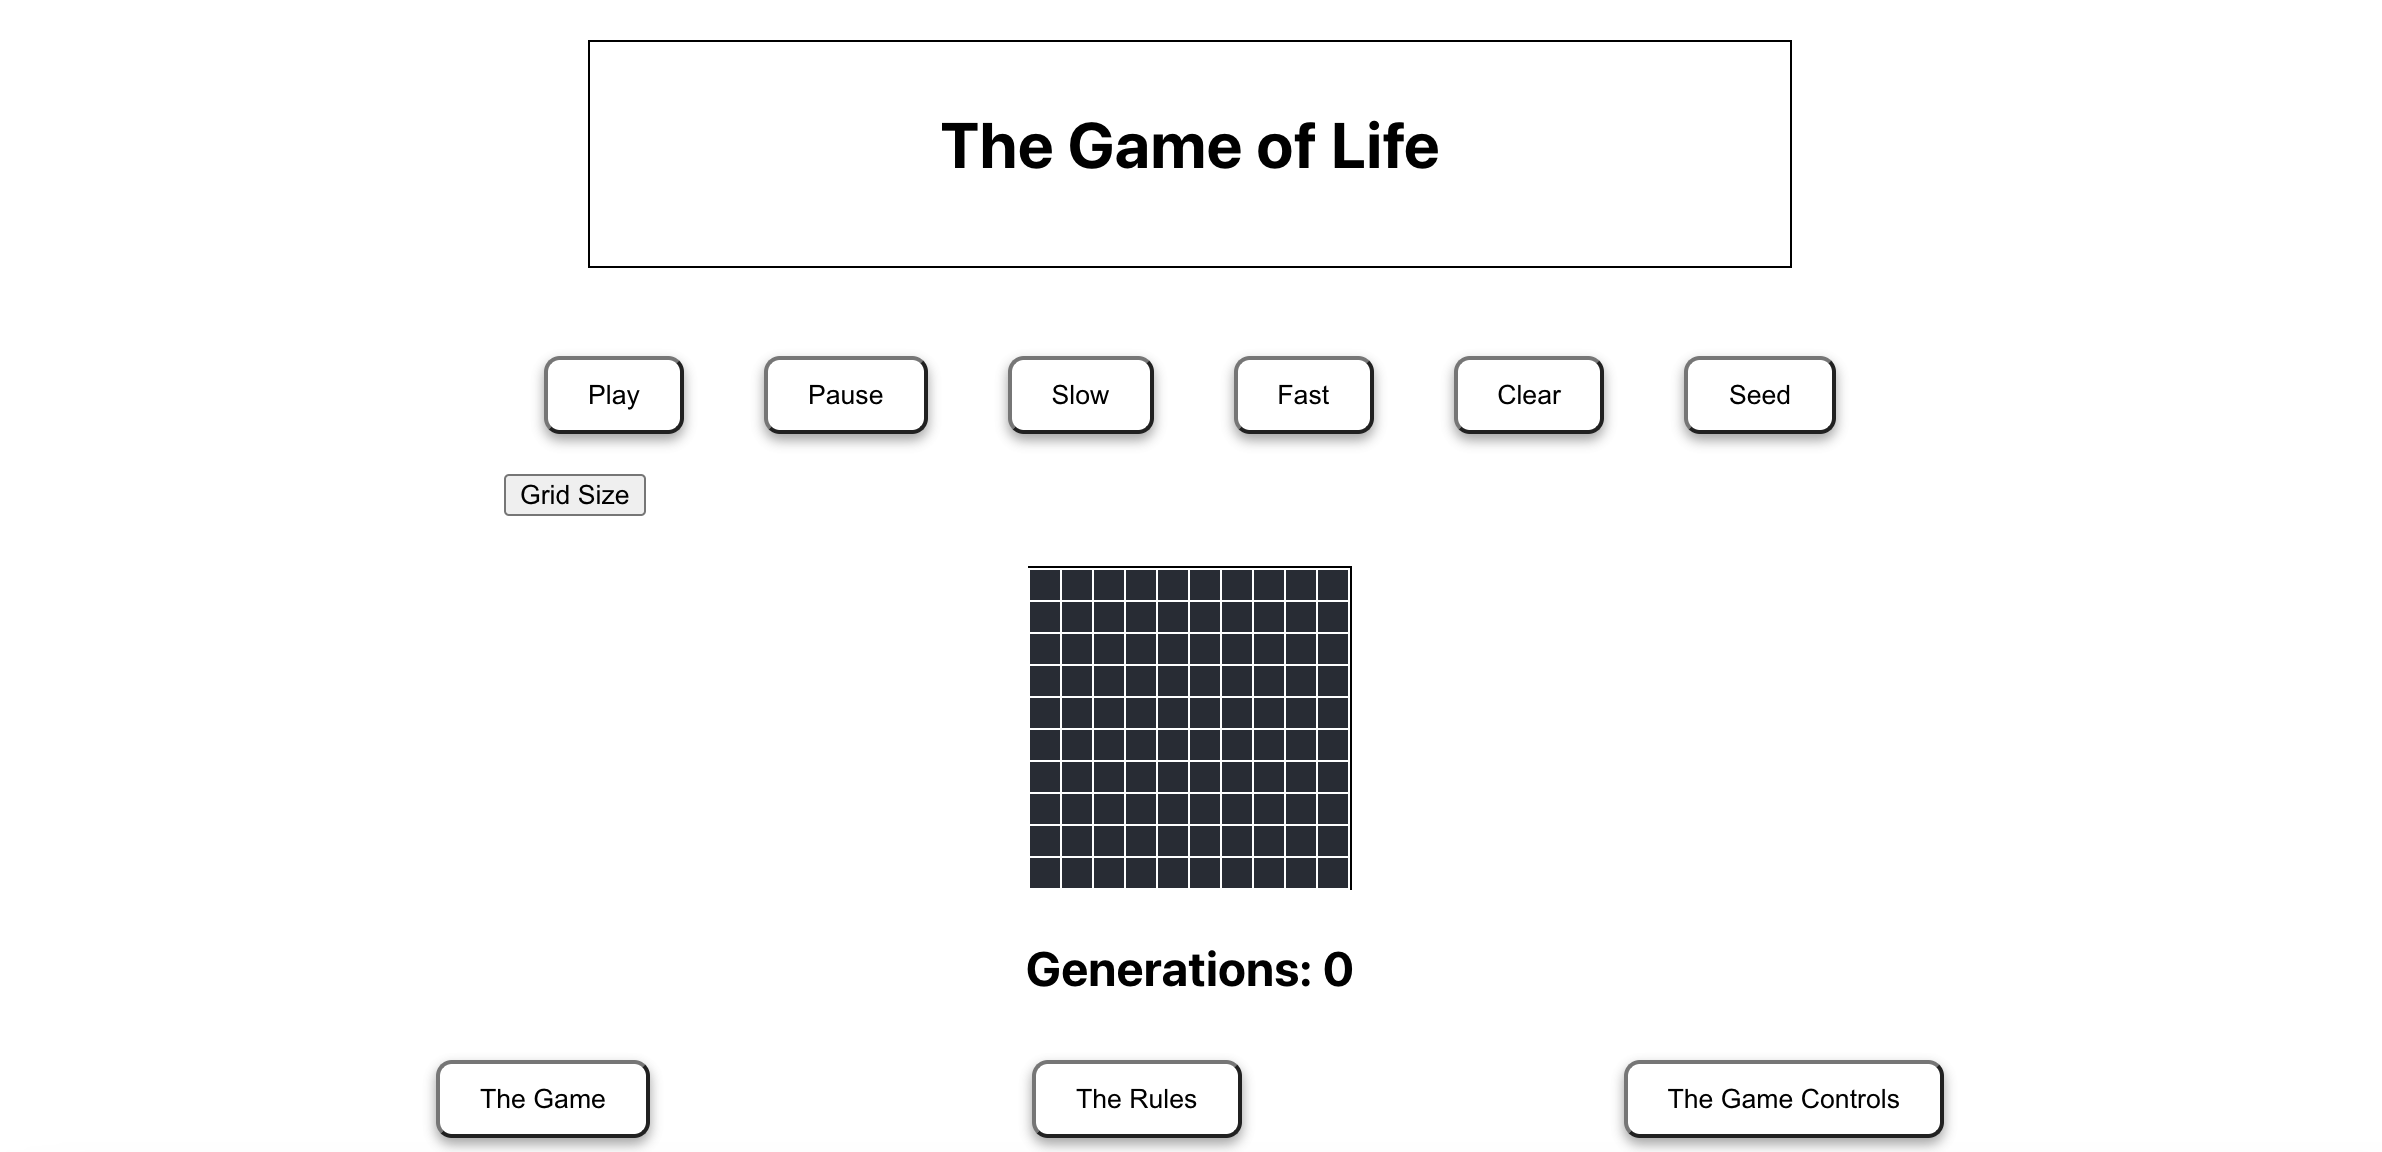 The Game of Life
Play Pause Slow Fast Clear Seed
Grid Size
Generations: 0
The Game The Rules The Game Controls